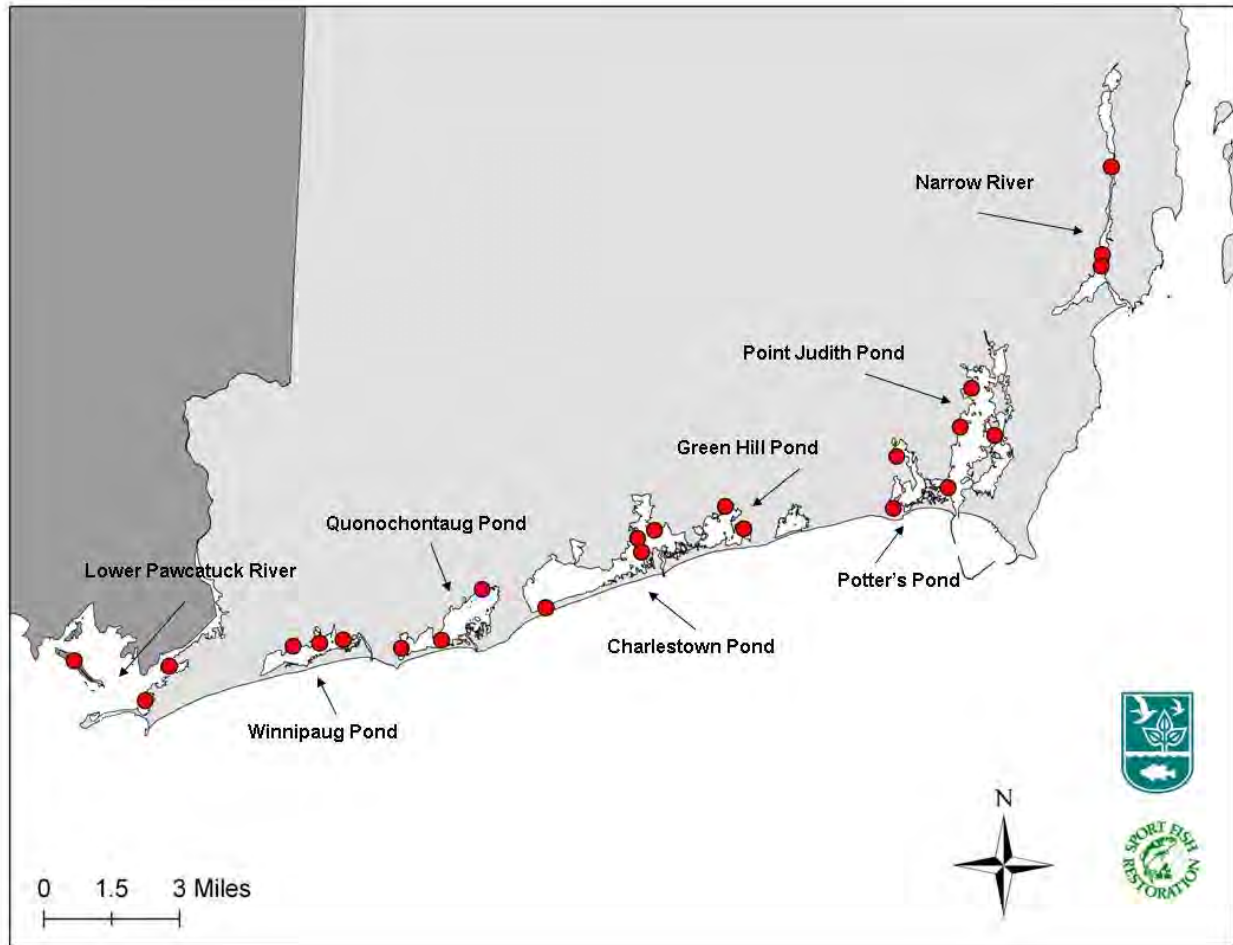 Narrow River
Point Judith Pond
Green Hill Pond
Quonochontaug Pond
Lower Pawcatuck River
Potter's Pond
Charlestown Pond
Winnipaug Pond
N
SPORT FISH
RESTORATION
0 1.5 3 Miles